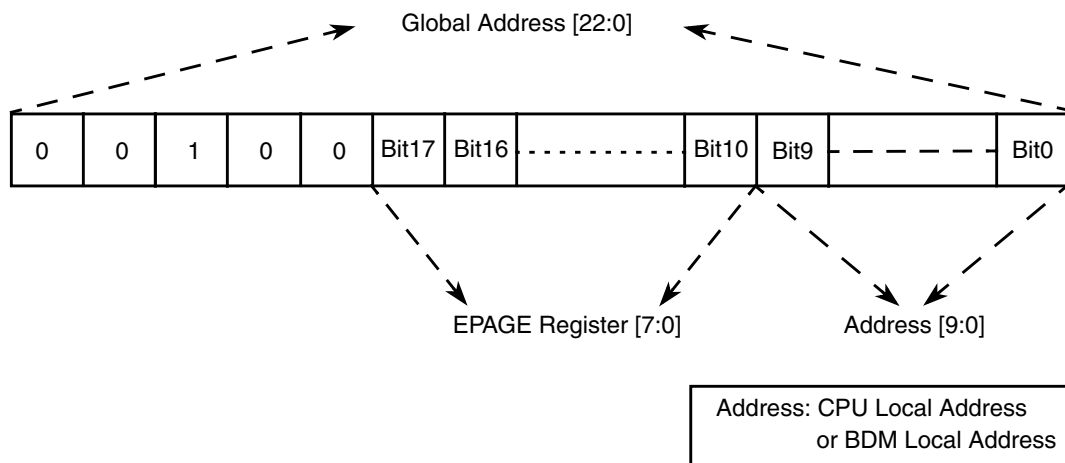 Global Address [22:0]
0 0 1 0 0 Bit17 Bit16 Bit10 Bit9 Bit0
EPAGE Register [7:0] Address [9:0]
Address: CPU Local Address
or BDM Local Address